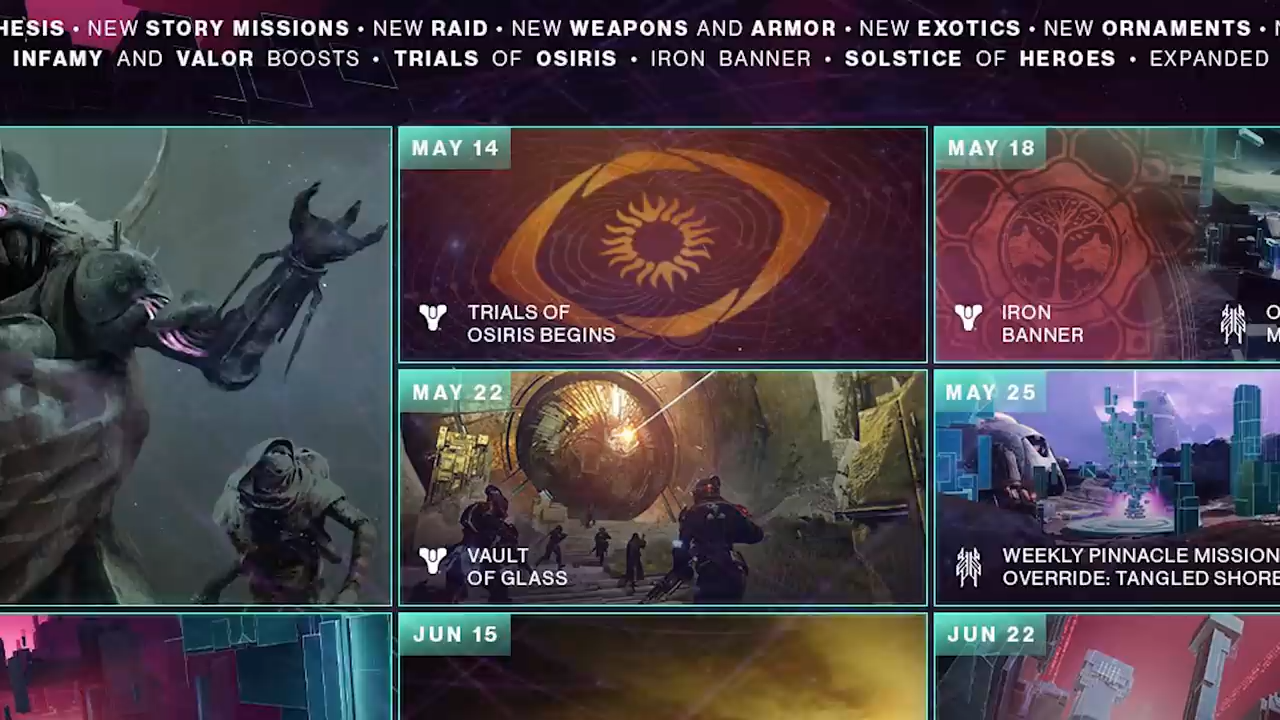 • NEW STORY MISSIONS • NEW RAID • NEW WEAPONS AND ARMOR • NEW EXOTICS • NEW ORNAMENTS •
INFAMY AND VALOR BOOSTS • TRIALS OF OSIRIS • IRON BANNER • SOLSTICE OF HEROES • EXPANDED
MAY 14
TRIALS OF
OSIRIS BEGINS
MAY 18
IRON
BANNER
MAY 22
VAULT
OF GLASS
MAY 25
WEEKLY PINNACLE MISSION
OVERRIDE: TANGLED SHORE
JUN 15
JUN 22